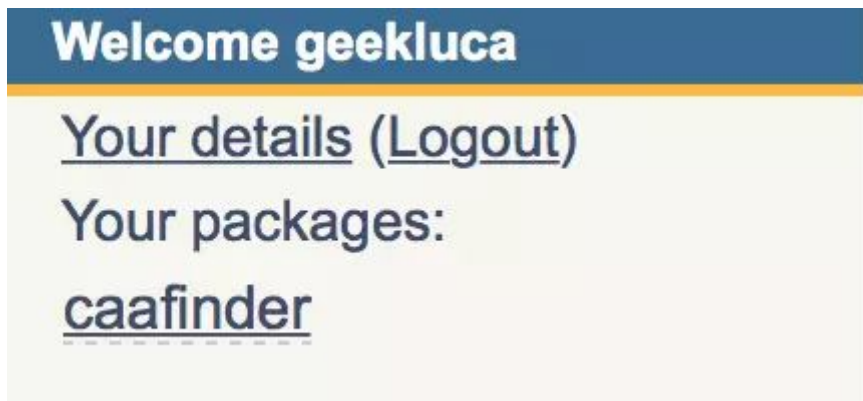 Welcome geekluca
Your details (Logout)
Your packages:
caafinder